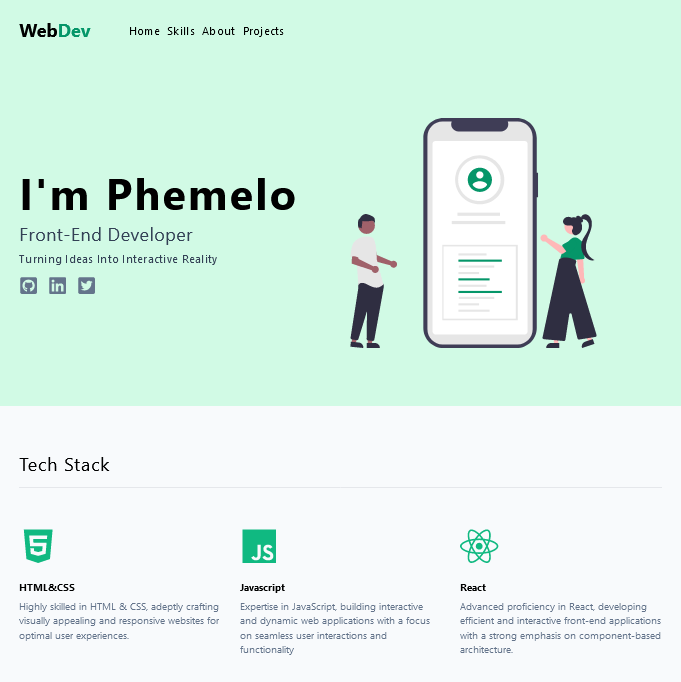 WebDev
Home Skills About Projects
I'm Phemelo
Front-End Developer
Turning Ideas Into Interactive Reality
Tech Stack
JS
HTML&CSS
Highly skilled in HTML & CSS, adeptly crafting
visually appealing and responsive websites for
optimal user experiences.
Javascript
Expertise in JavaScript, building interactive
and dynamic web applications with a focus
on seamless user interactions and
functionality
React
Advanced proficiency in React, developing
efficient and interactive front-end applications
with a strong emphasis on component-based
architecture.